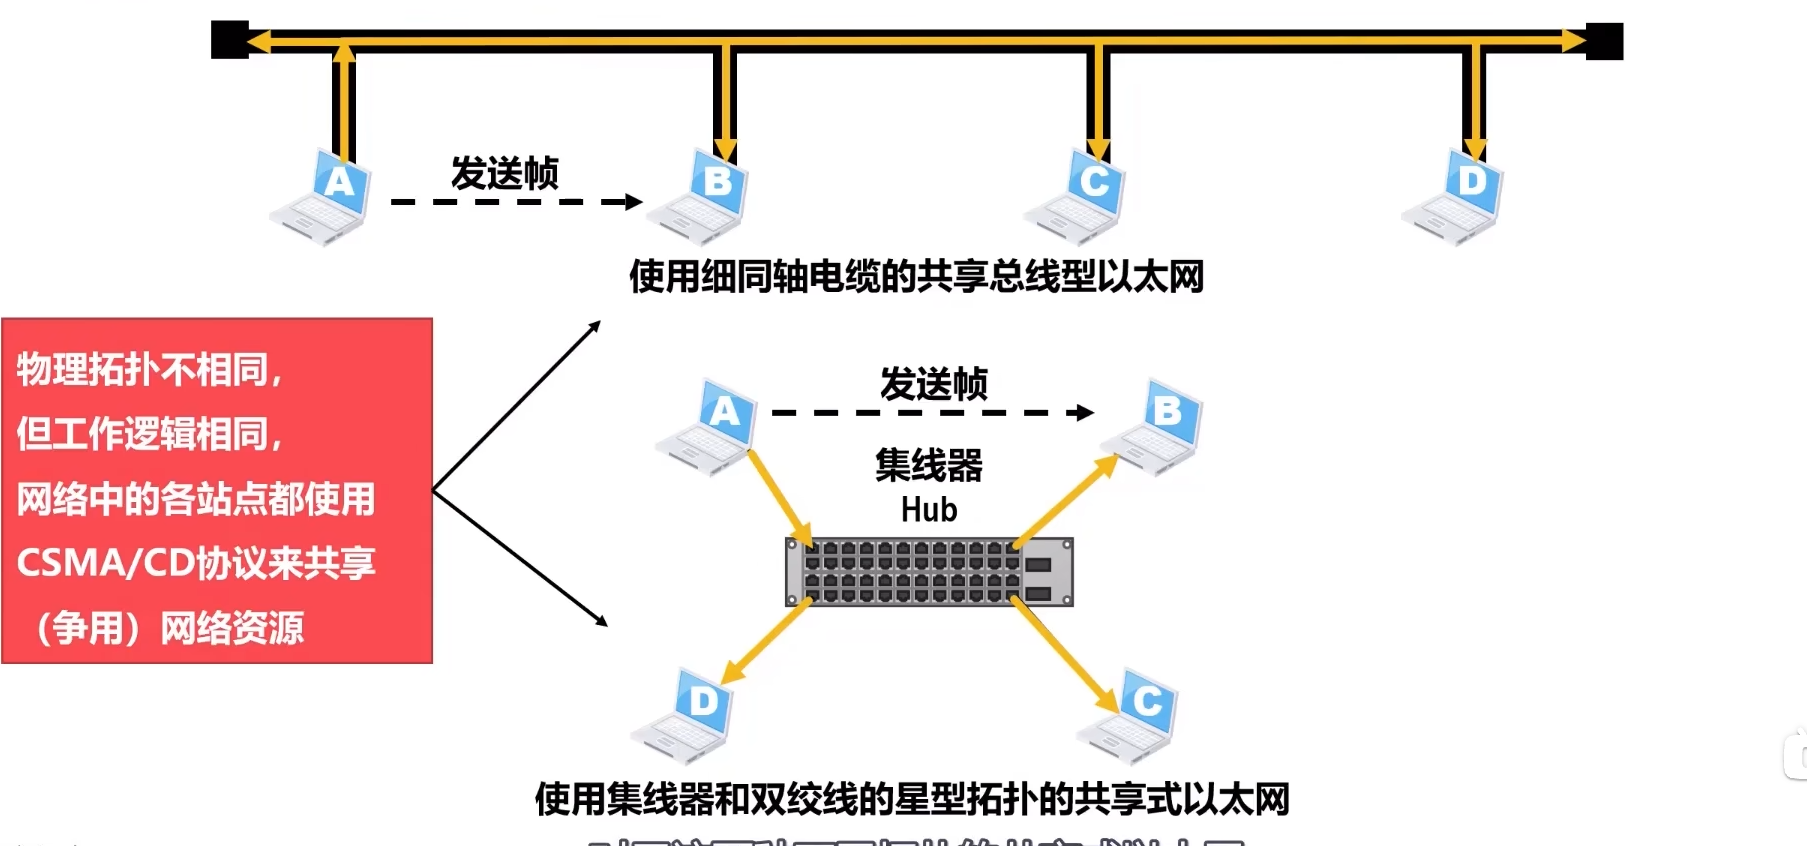 发送帧
A
B
C
D
使用细同轴电缆的共享总线型以太网
物理拓扑不相同，
但工作逻辑相同，
网络中的各站点都使用
CSMA/CD协议来共享
（争用）网络资源
发送帧
A
B
集线器
Hub
D
C
使用集线器和双绞线的星型拓扑的共享式以太网